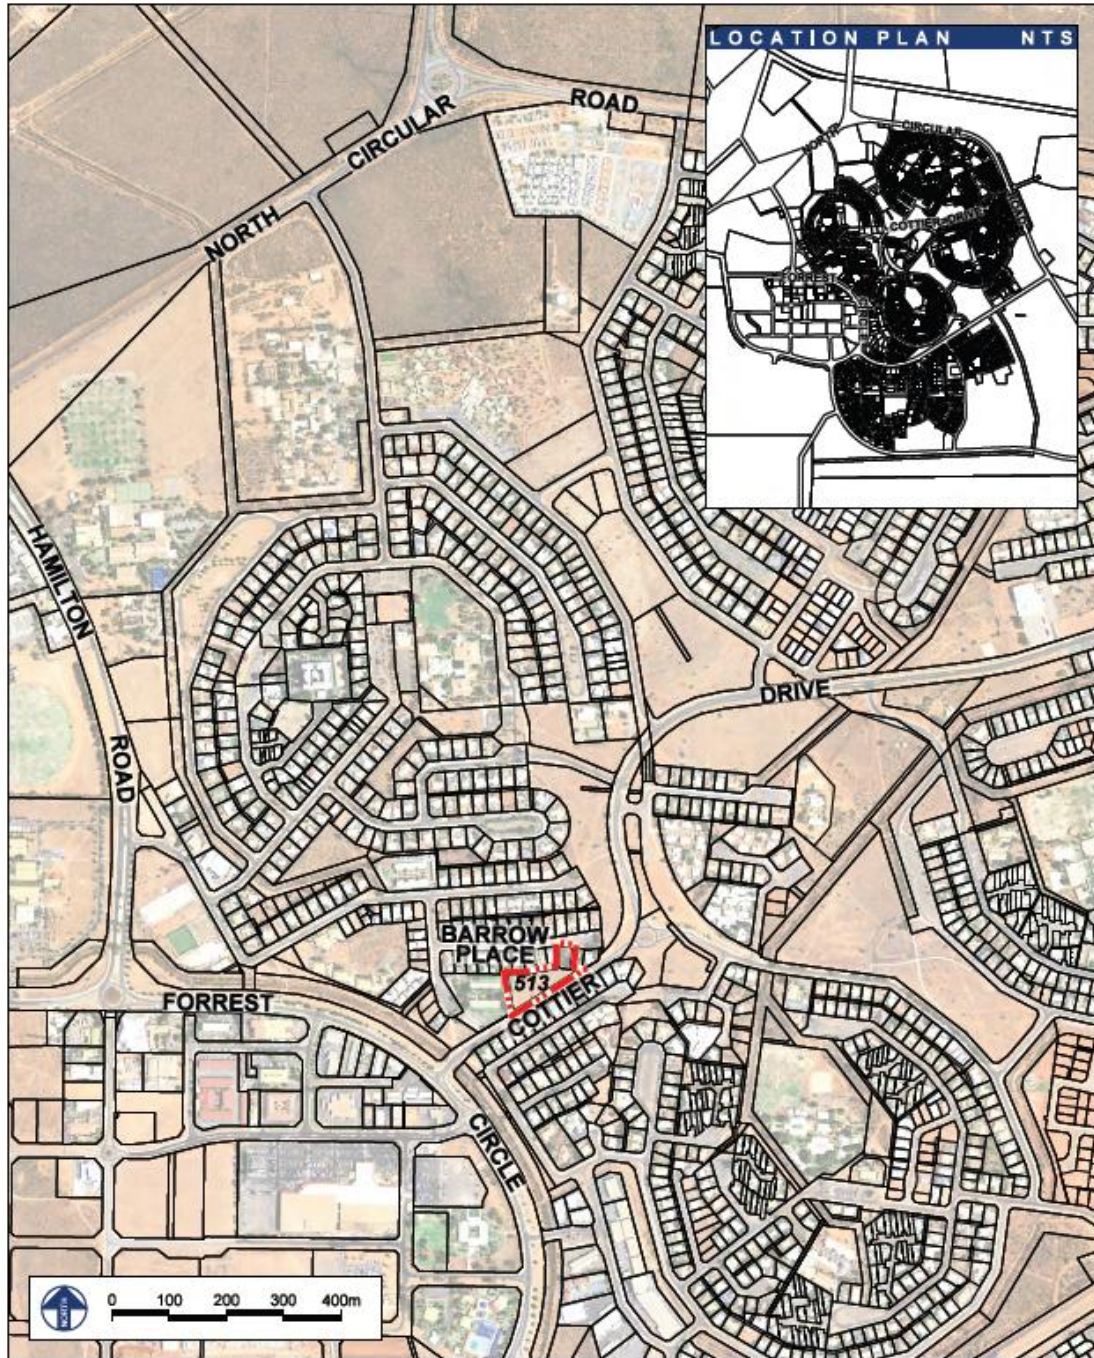 LOCATION PLAN NTS
NORTH
CIRCULAR
COTTIER DRIVE
FORREST
NORTH
CIRCULAR
ROAD
HAMILTON
ROAD
DRIVE
BARROW
PLACE
513
COTTIER
FORREST
CIRCLE
NORTH
0 100 200 300 400m